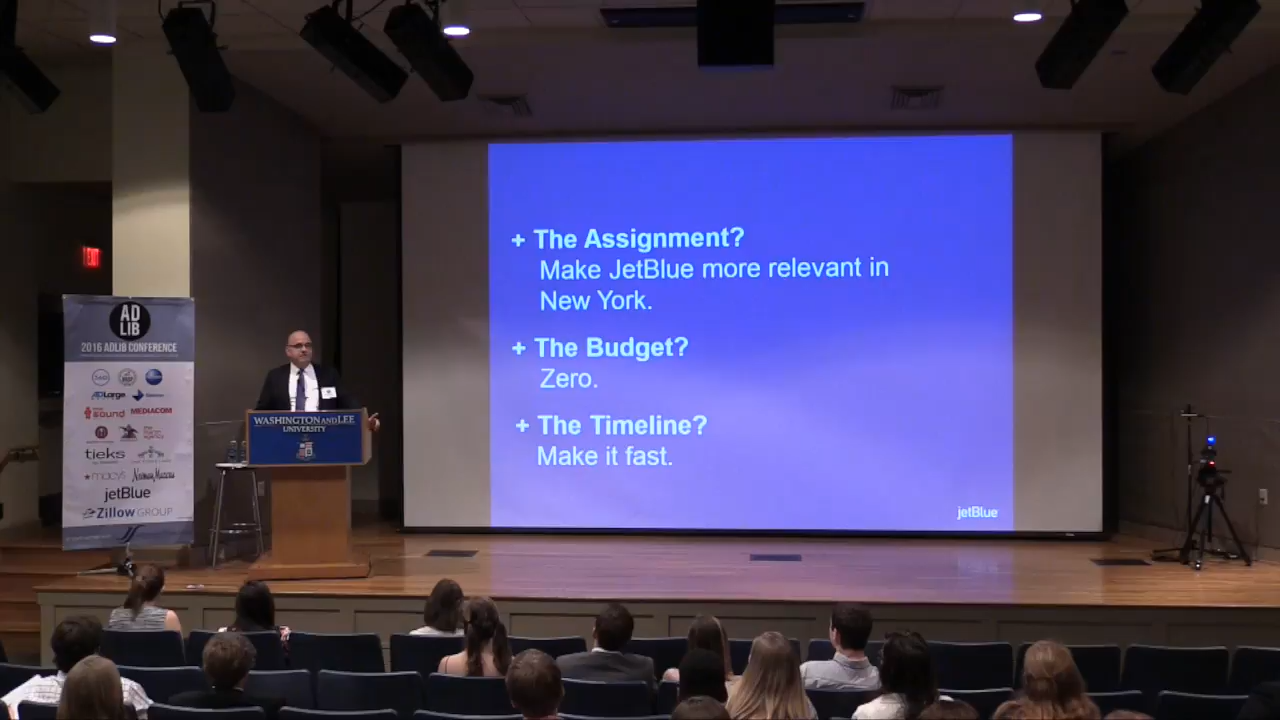 + The Assignment?
Make JetBlue more relevant in
New York.
+ The Budget?
Zero.
+ The Timeline?
Make it fast.
jetBlue
EXIT
AD
LIB
2016 ADLIB CONFERENCE
sound MEDIACOM
tieks
macy's Neiman Marcus
jetBlue
Zillow GROUP
WASHINGTON AND LEE
UNIVERSITY